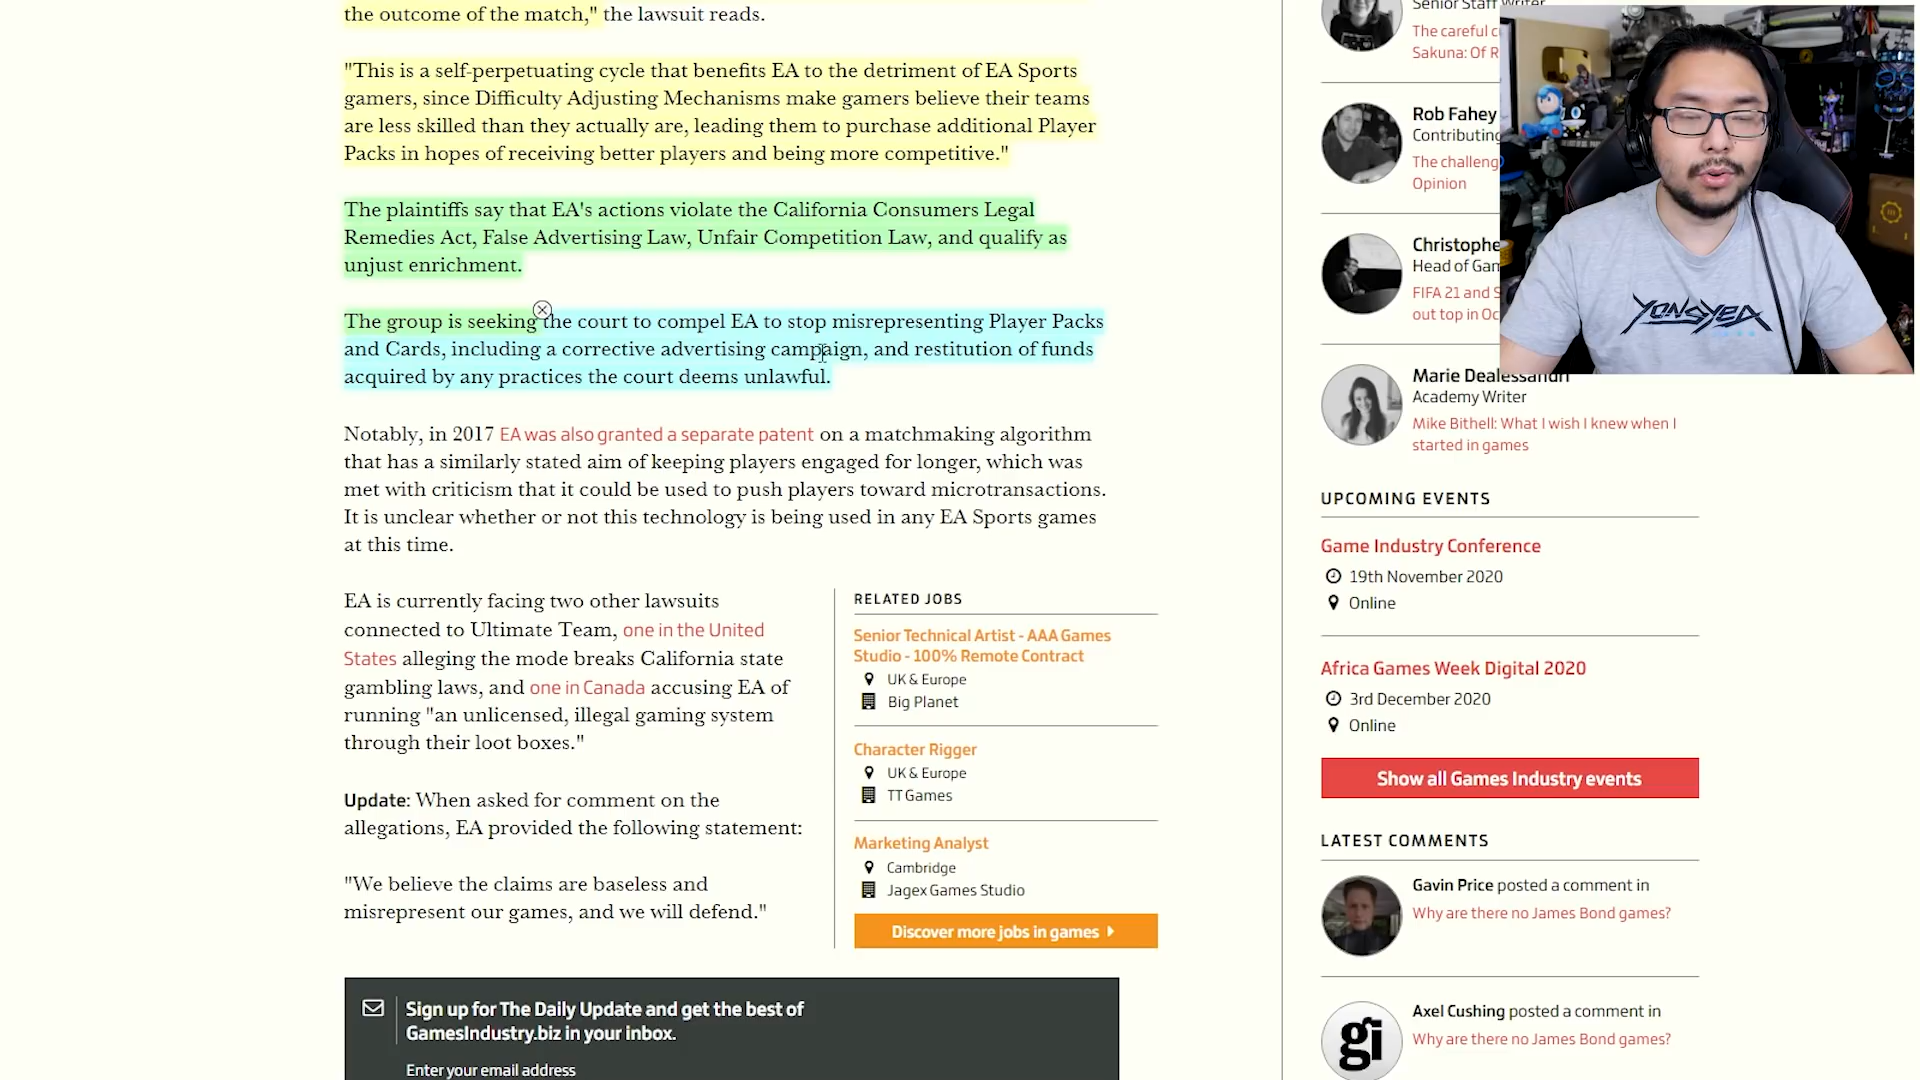 the outcome of the match," the lawsuit reads.
"This is a self-perpetuating cycle that benefits EA to the detriment of EA Sports
gamers, since Difficulty Adjusting Mechanisms make gamers believe their teams
are less skilled than they actually are, leading them to purchase additional Player
Packs in hopes of receiving better players and being more competitive."
The plaintiffs say that EA's actions violate the California Consumers Legal
Remedies Act, False Advertising Law, Unfair Competition Law, and qualify as
unjust enrichment.
The group is seeking the court to compel EA to stop misrepresenting Player Packs
and Cards, including a corrective advertising campaign, and restitution of funds
acquired by any practices the court deems unlawful.
Notably, in 2017 EA was also granted a separate patent on a matchmaking algorithm
that has a similarly stated aim of keeping players engaged for longer, which was
met with criticism that it could be used to push players toward microtransactions.
It is unclear whether or not this technology is being used in any EA Sports games
at this time.
EA is currently facing two other lawsuits
connected to Ultimate Team, one in the United
States alleging the mode breaks California state
gambling laws, and one in Canada accusing EA of
running "an unlicensed, illegal gaming system
through their loot boxes."
Update: When asked for comment on the
allegations, EA provided the following statement:
"We believe the claims are baseless and
misrepresent our games, and we will defend."
RELATED JOBS
Senior Technical Artist - AAA Games
Studio - 100% Remote Contract
UK & Europe
Big Planet
Character Rigger
UK & Europe
TT Games
Marketing Analyst
Cambridge
Jagex Games Studio
Discover more jobs in games
Sign up for The Daily Update and get the best of
GamesIndustry.biz in your inbox.
Enter your email address
Senior Staff Writer
The careful
Sakuna: Of
Rob Fahey
Contributing
The
Opinion
Head of
FIFA 21 and
out top in
Marie Dealessandri
Academy Writer
Mike Bithell: What I wish I knew when I
started in games
UPCOMING EVENTS
Game Industry Conference
19th November 2020
Online
Africa Games Week Digital 2020
3rd December 2020
Online
Show all Games Industry events
LATEST COMMENTS
Gavin Price posted a comment in
Why are there no James Bond games?
Axel Cushing posted a comment in
Why are there no James Bond games?
gi
YONGYEA